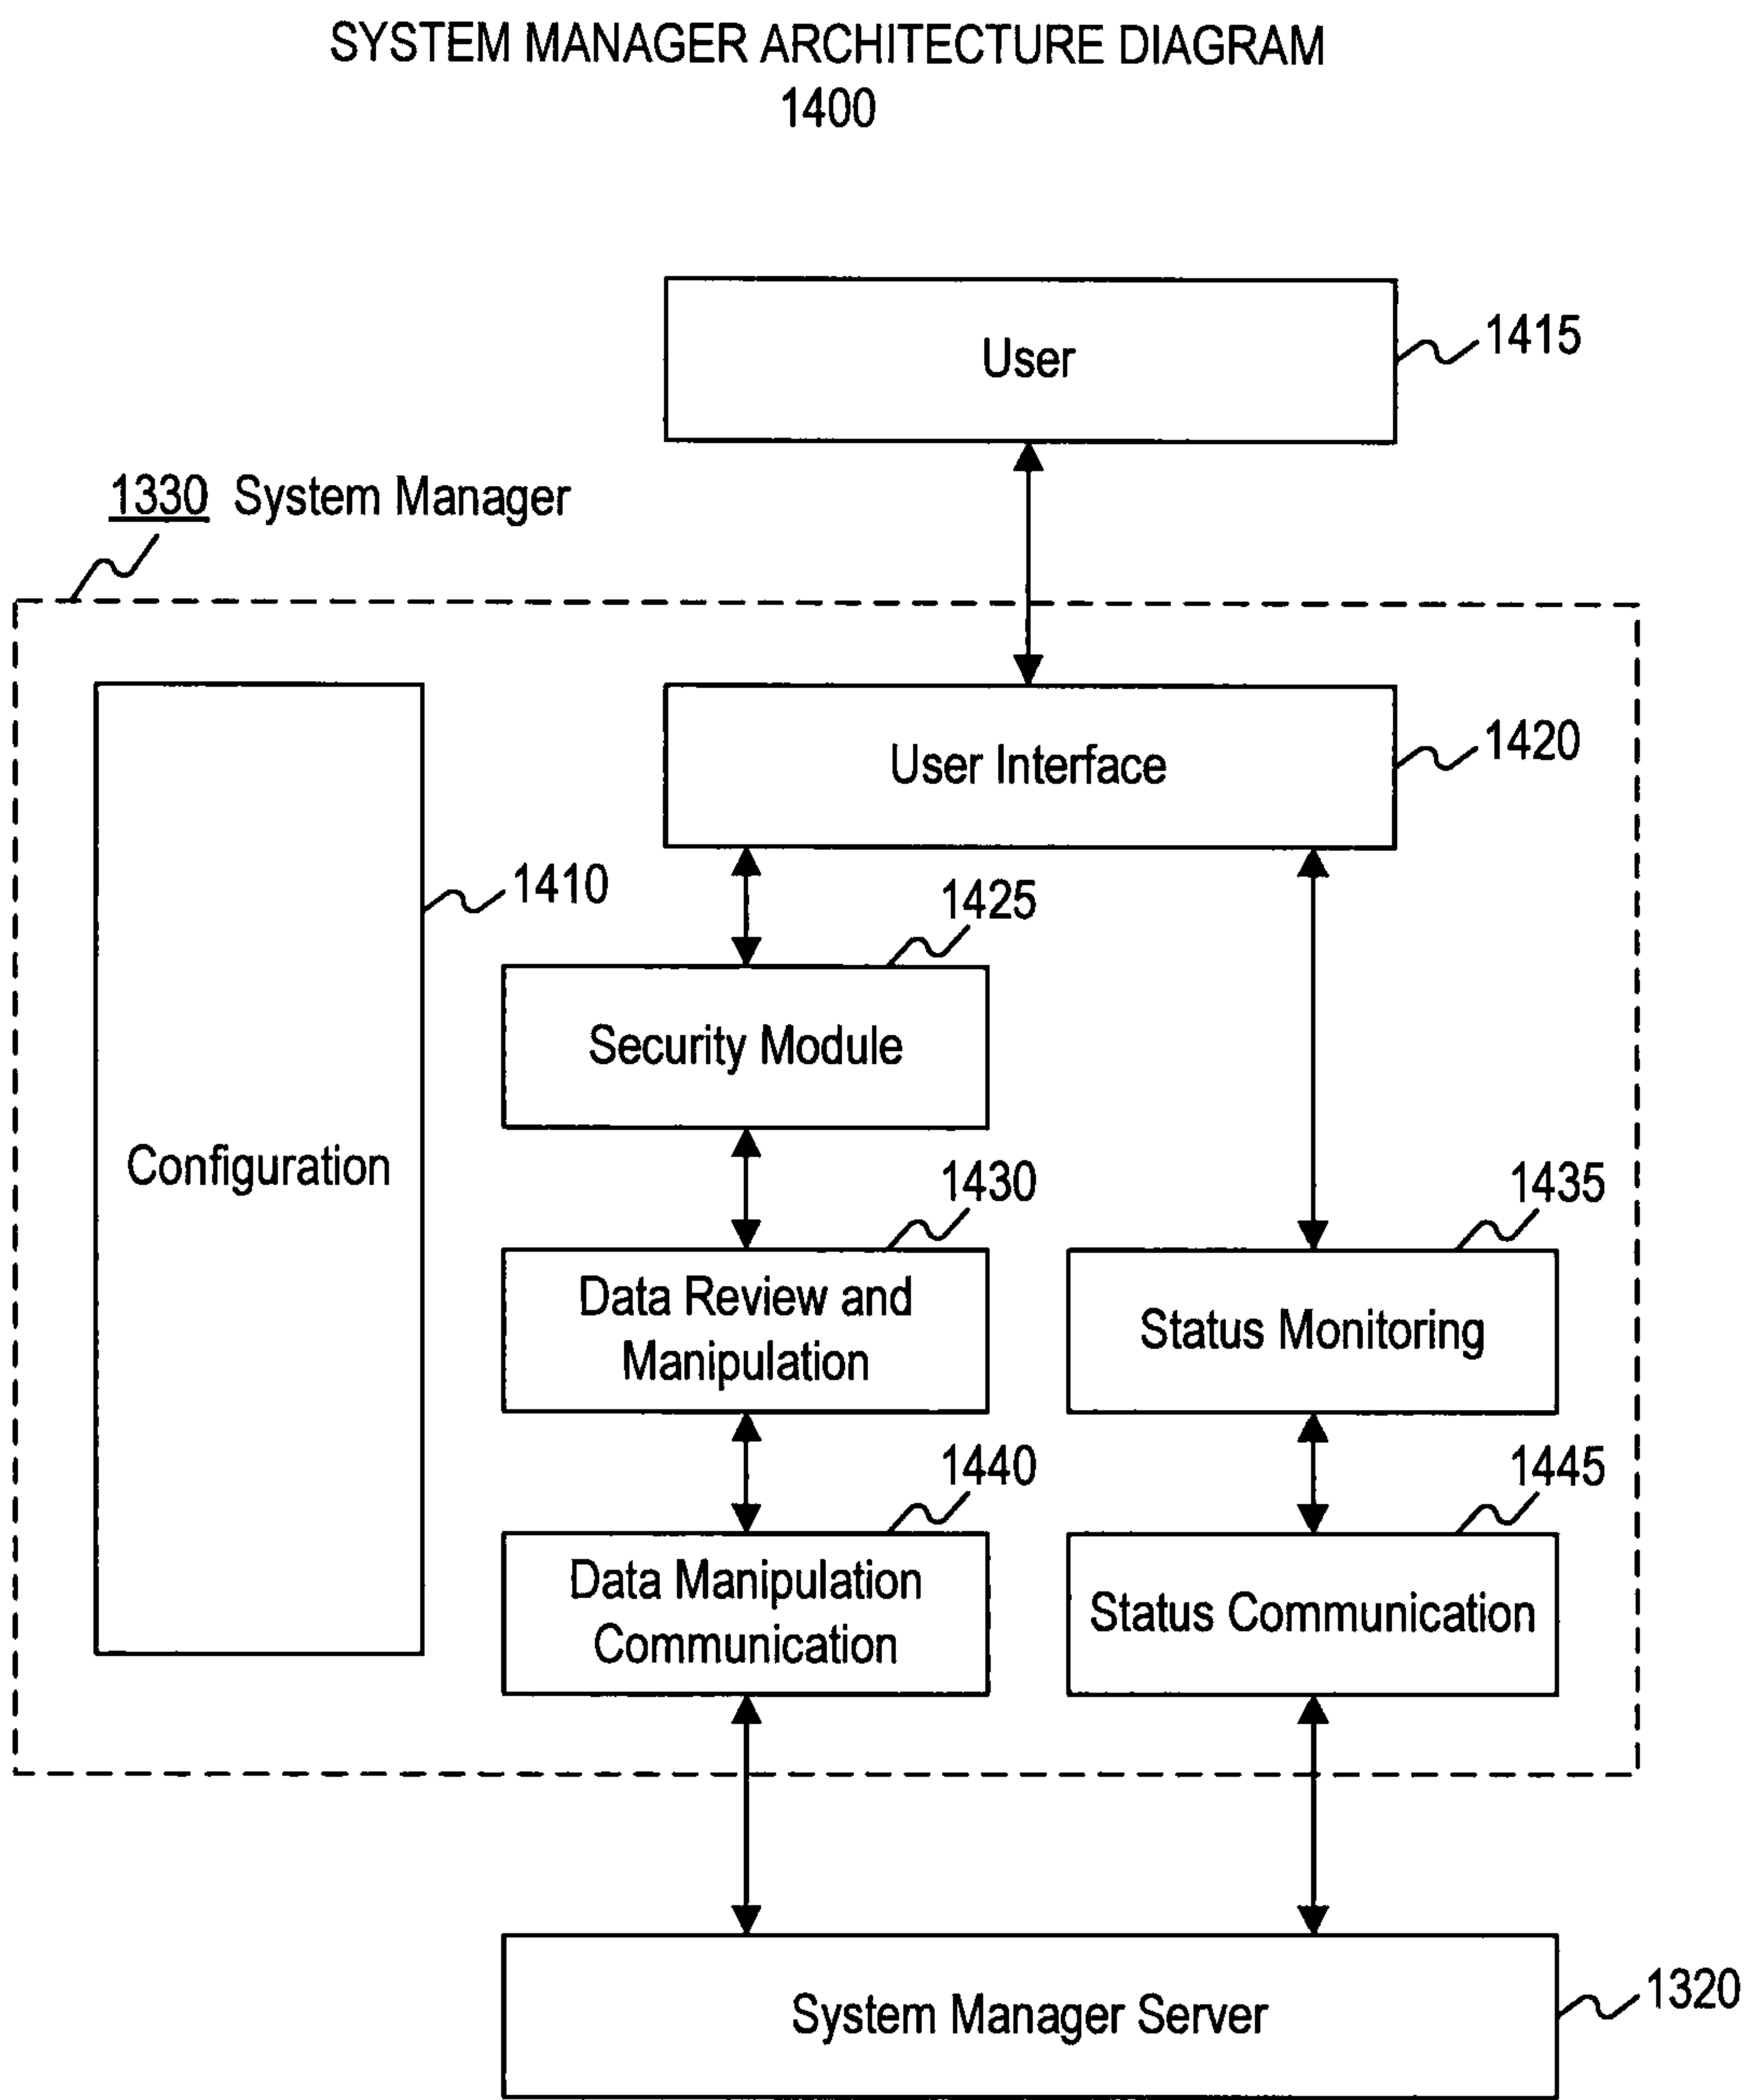 SYSTEM MANAGER ARCHITECTURE DIAGRAM
1400
User
1415
1330 System Manager
User Interface
1420
1410
1425
Security Module
Configuration
1430
1435
Data Review and
Manipulation
Status Monitoring
1440
1445
Data Manipulation
Communication
Status Communication
System Manager Server
1320